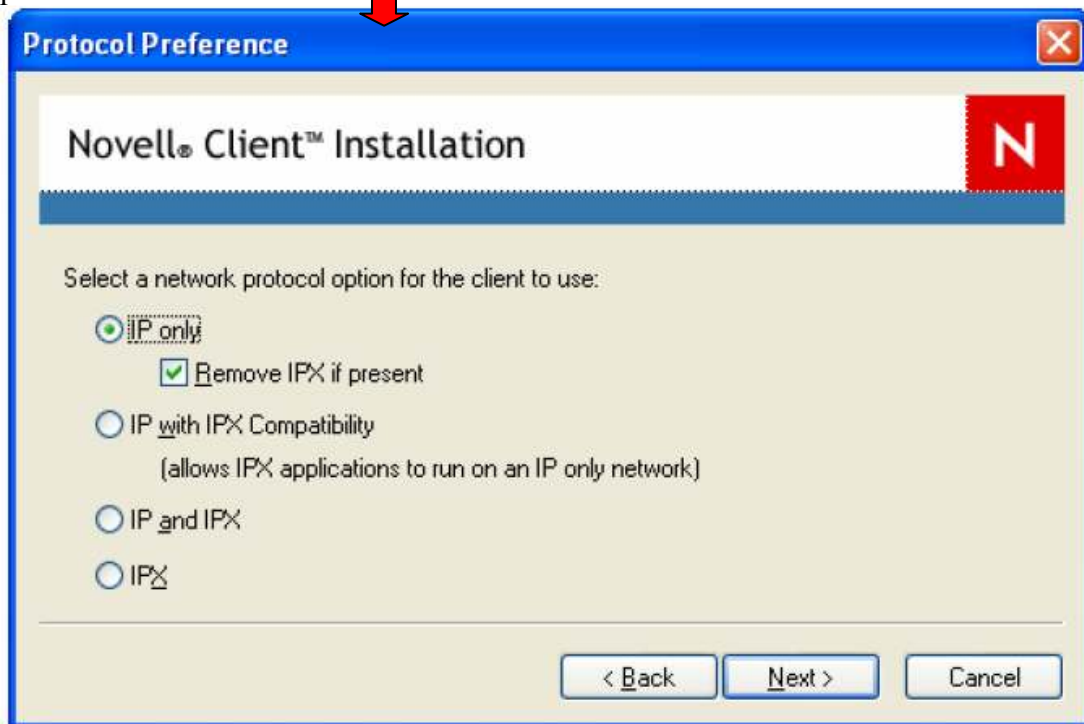 Protocol Preference
Novell® Client™ Installation
N
Select a network protocol option for the client to use:
IP only
Remove IPX if present
IP with IPX Compatibility
(allows IPX applications to run on an IP only network)
IP and IPX
IPX
< Back Next > Cancel